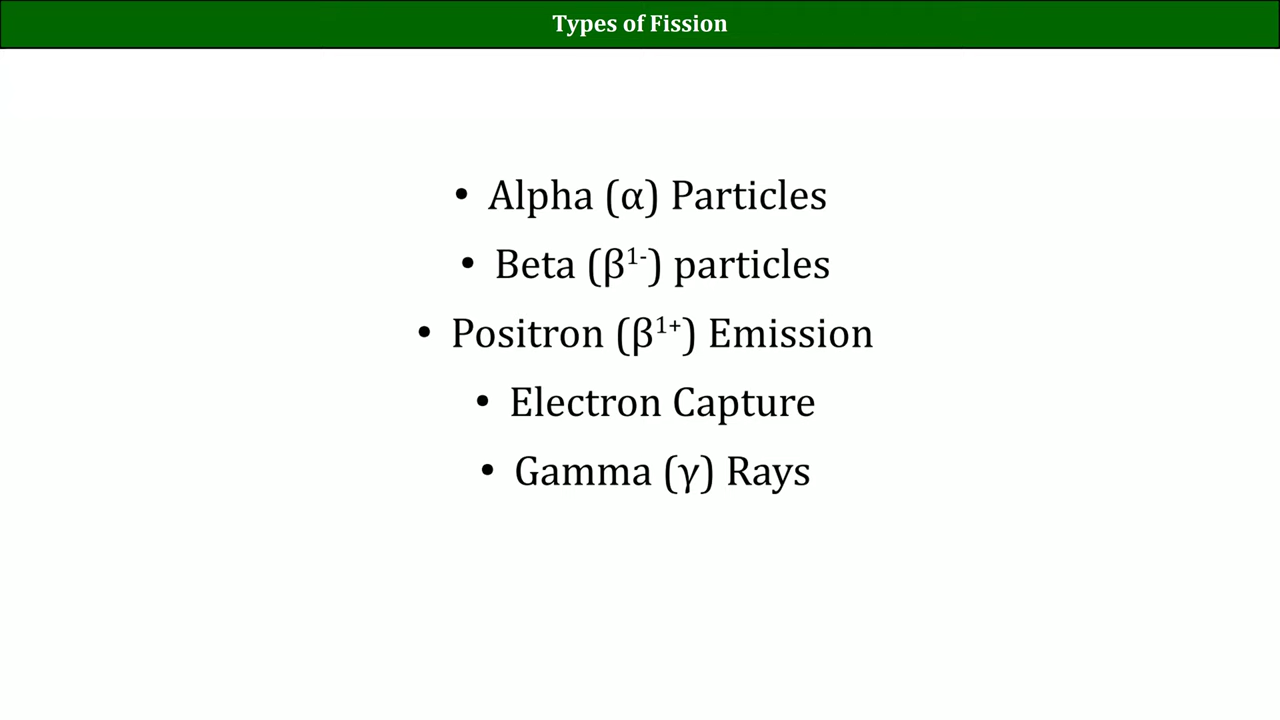 Types of Fission
• Alpha (α) Particles
• Beta (β¹⁻) particles
• Positron (β¹⁺) Emission
• Electron Capture
• Gamma (γ) Rays